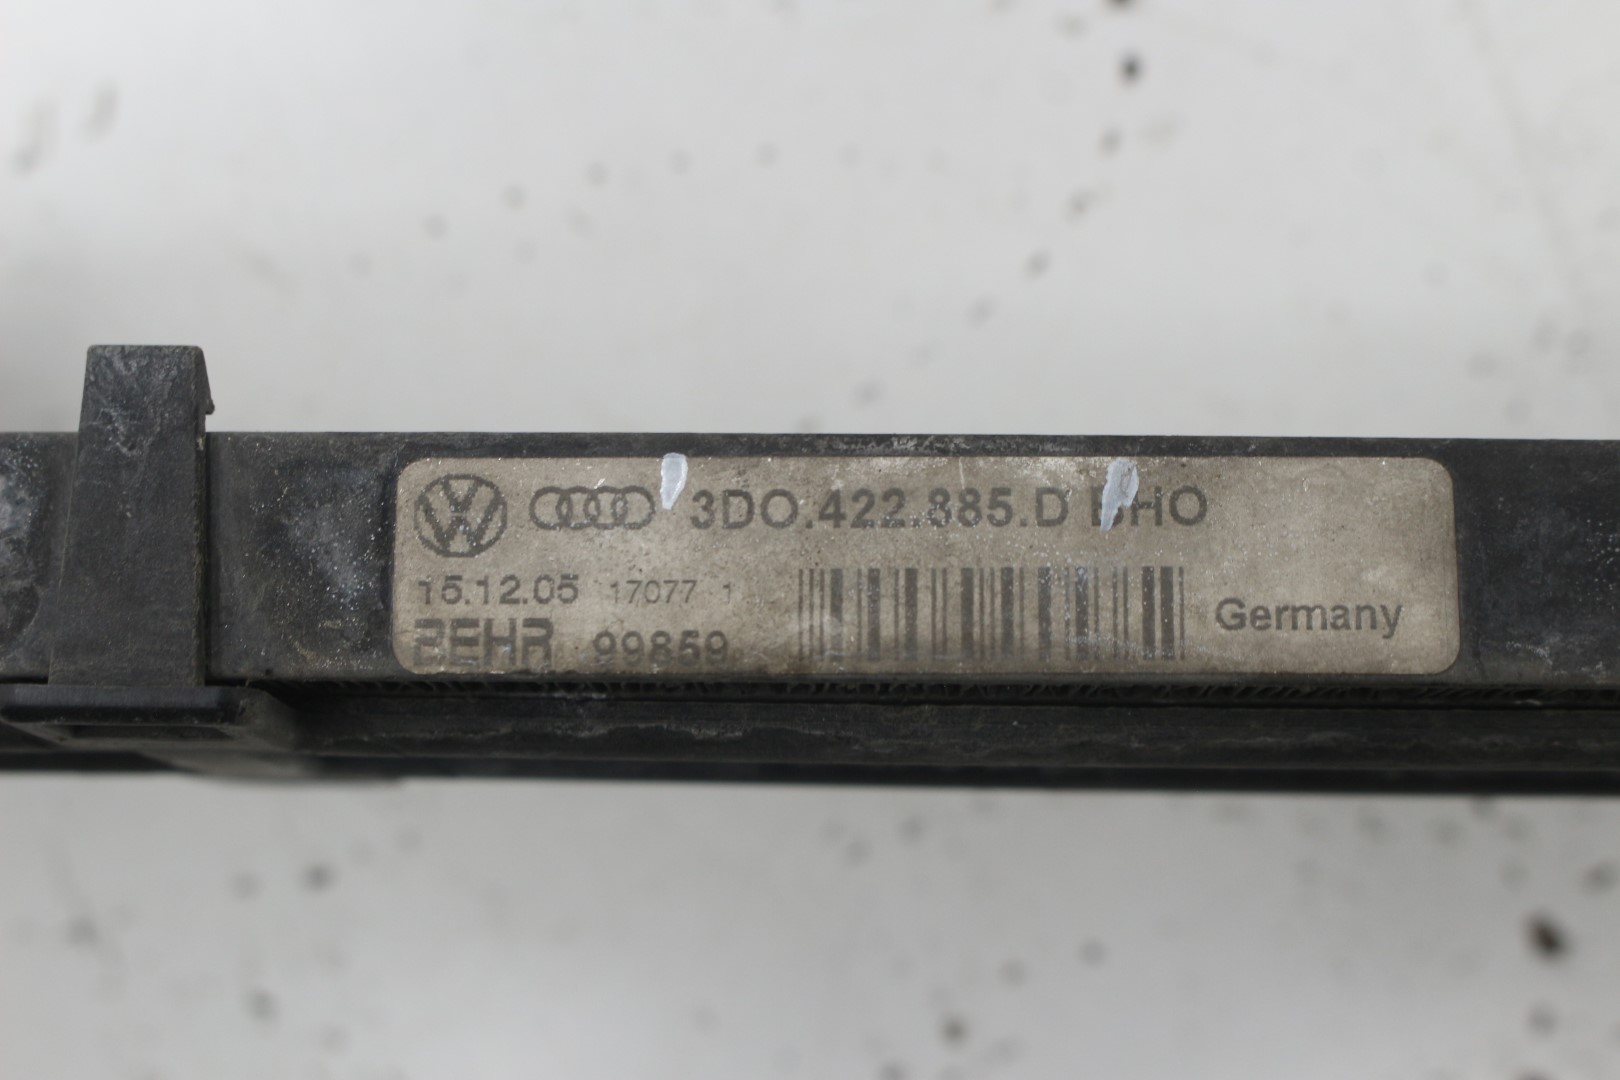 3DO.422.885.D BHO
15.12.05 17077 1
BEHR 99859
Germany